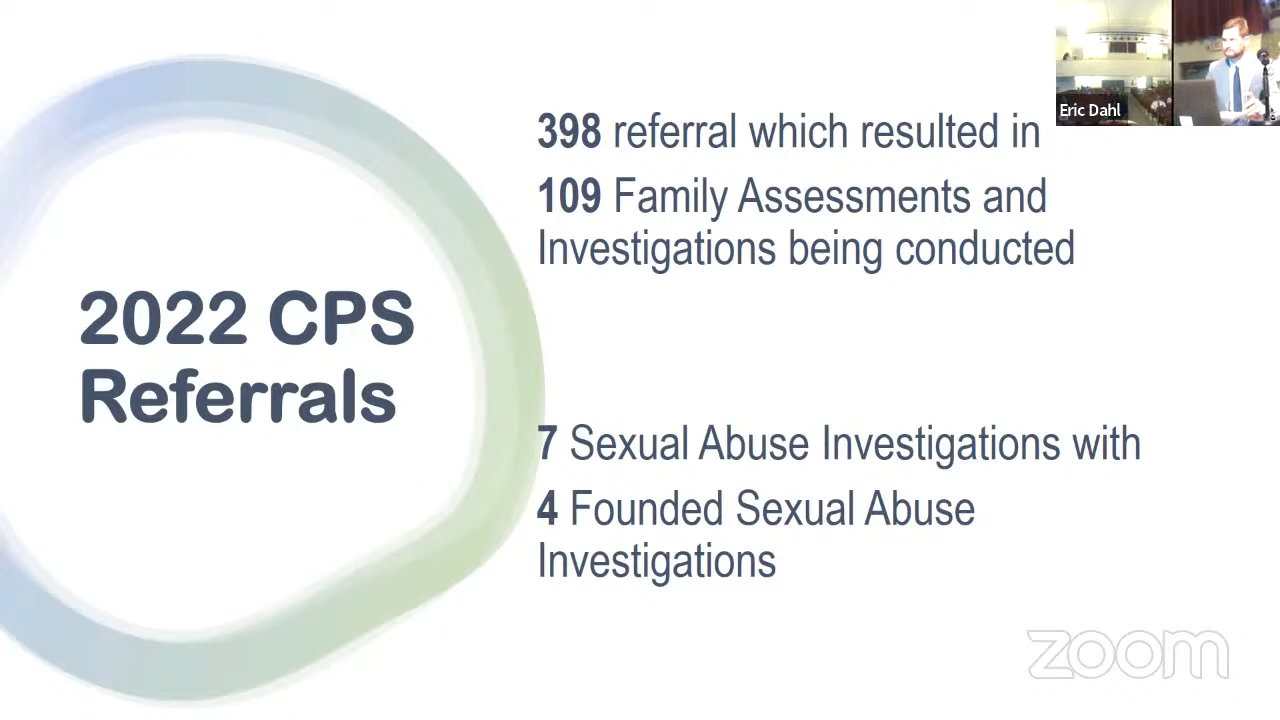 2022 CPS
Referrals
398 referral which resulted in
109 Family Assessments and
Investigations being conducted
7 Sexual Abuse Investigations with
4 Founded Sexual Abuse
Investigations
Eric Dahl
zoom